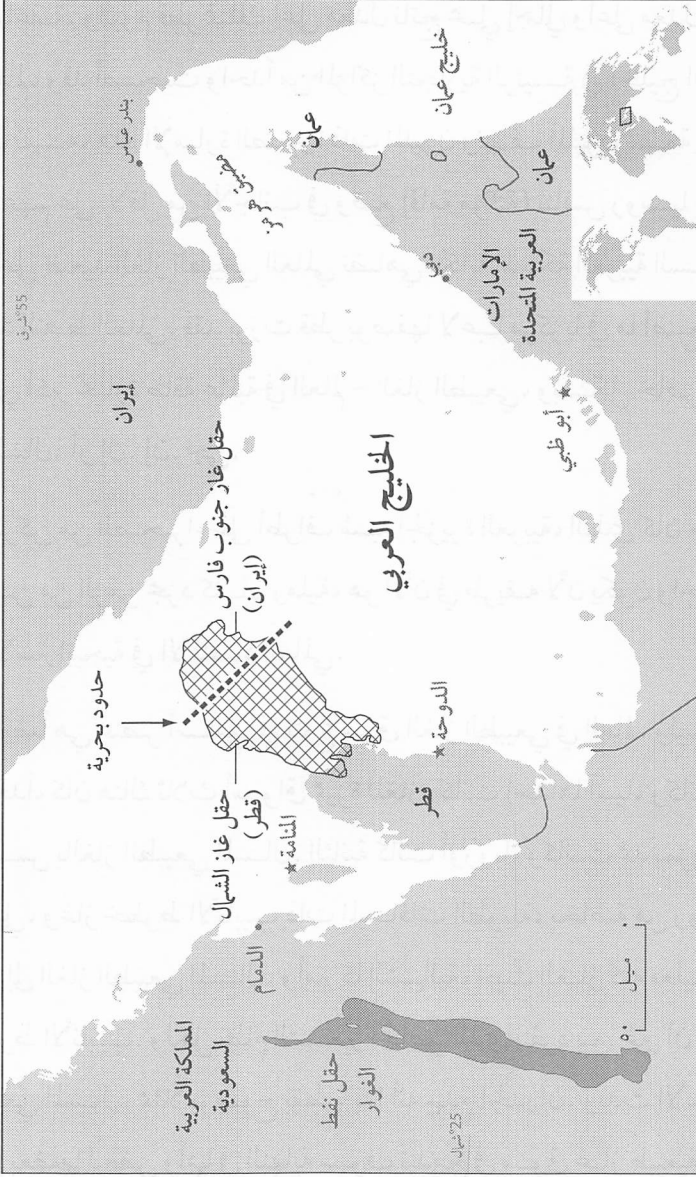 55°شرق
إيران
بندر عباس
مضيق هرمز
حدود بحرية
حقل غاز جنوب فارس
(إيران)
حقل غاز الشمال
(قطر)
المملكة العربية
السعودية
الدمام
المنامة
الخليج العربي
عمان
خليج عمان
دبي
حقل نفط
الغوار
قطر
الدوحة
أبو ظبي
الإمارات
العربية المتحدة
عمان
25°شمال
٠ ميل ٥٠